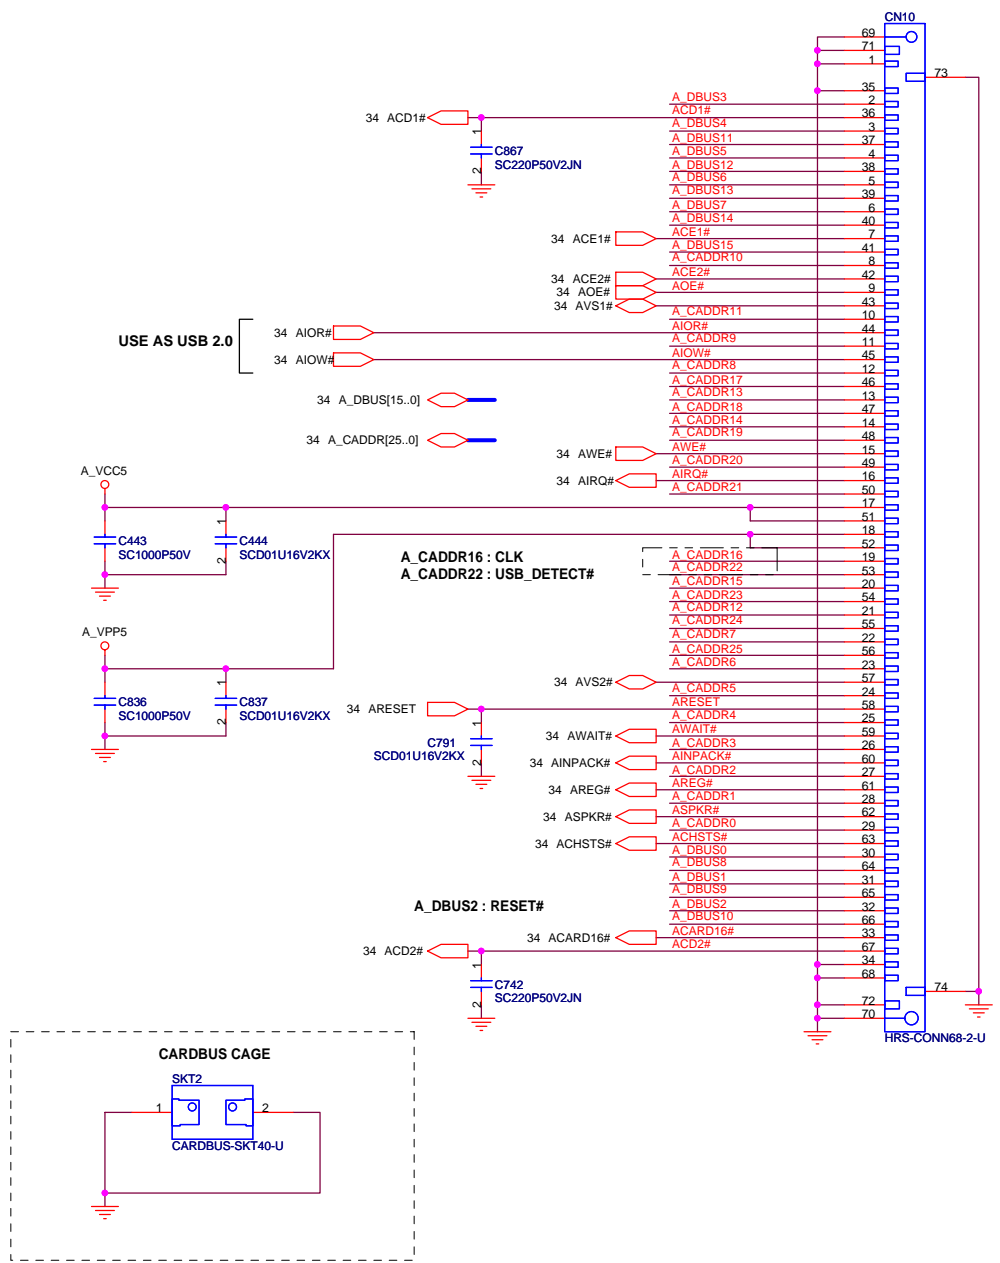 CN10
69
71
1
73
35
A_DBUS3
2
34 ACD1#
ACD1#
36
A_DBUS4
3
1
C867
SC220P50V2JN
2
A_DBUS11
37
A_DBUS5
4
A_DBUS12
38
A_DBUS6
5
A_DBUS13
39
A_DBUS7
6
A_DBUS14
40
34 ACE1#
ACE1#
7
A_DBUS15
41
A_CADDR10
8
34 ACE2#
ACE2#
42
34 AOE#
AOE#
9
34 AVS1#
43
A_CADDR11
10
USE AS USB 2.0
34 AIOR#
AIOR#
44
A_CADDR9
11
34 AIOW#
AIOW#
45
A_CADDR8
12
A_CADDR17
46
34 A_DBUS[15..0]
A_CADDR13
13
A_CADDR18
47
A_CADDR14
14
34 A_CADDR[25..0]
A_CADDR19
48
34 AWE#
AWE#
15
A_CADDR20
49
34 AIRQ#
AIRQ#
16
A_CADDR21
50
A_VCC5
17
51
18
52
C443
SC1000P50V
1
C444
SCD01U16V2KX
2
A_CADDR16 : CLK
A_CADDR22 : USB_DETECT#
A_CADDR16
19
A_CADDR22
53
A_CADDR15
20
A_CADDR23
54
A_CADDR12
21
A_CADDR24
55
A_VPP5
A_CADDR7
22
A_CADDR25
56
A_CADDR6
23
34 AVS2#
57
A_CADDR5
24
C836
SC1000P50V
1
C837
SCD01U16V2KX
2
34 ARESET
ARESET
58
A_CADDR4
25
1
C791
SCD01U16V2KX
2
34 AWAIT#
AWAIT#
59
A_CADDR3
26
34 AINPACK#
AINPACK#
60
A_CADDR2
27
34 AREG#
AREG#
61
A_CADDR1
28
34 ASPKR#
ASPKR#
62
A_CADDR0
29
34 ACHSTS#
ACHSTS#
63
A_DBUS0
30
A_DBUS8
64
A_DBUS1
31
A_DBUS9
65
A_DBUS2 : RESET#
A_DBUS2
32
A_DBUS10
66
34 ACARD16#
ACARD16#
33
34 ACD2#
ACD2#
67
34
68
1
C742
SC220P50V2JN
2
74
72
70
HRS-CONN68-2-U
CARDBUS CAGE
SKT2
1
2
CARDBUS-SKT40-U